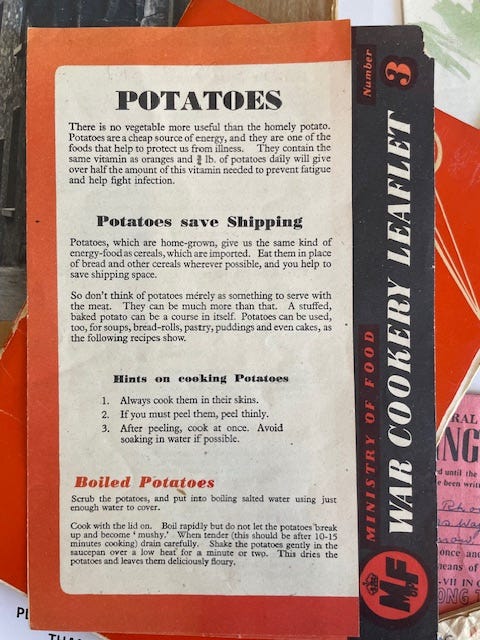 POTATOES
There is no vegetable more useful than the homely potato.
Potatoes are a cheap source of energy, and they are one of the
foods that help to protect us from illness. They contain the
same vitamin as oranges and ¾ lb. of potatoes daily will give
over half the amount of this vitamin needed to prevent fatigue
and help fight infection.
Potatoes save Shipping
Potatoes, which are home-grown, give us the same kind of
energy-food as cereals, which are imported. Eat them in place
of bread and other cereals wherever possible, and you help to
save shipping space.
So don't think of potatoes merely as something to serve with
the meat. They can be much more than that. A stuffed,
baked potato can be a course in itself. Potatoes can be used,
too, for soups, bread-rolls, pastry, puddings and even cakes, as
the following recipes show.
Hints on cooking Potatoes
1. Always cook them in their skins.
2. If you must peel them, peel thinly.
3. After peeling, cook at once. Avoid
soaking in water if possible.
Boiled Potatoes
Scrub the potatoes, and put into boiling salted water using just
enough water to cover.
Cook with the lid on. Boil rapidly but do not let the potatoes break
up and become 'mushy.' When tender (this should be after 10-15
minutes cooking) drain carefully. Shake the potatoes gently in the
saucepan over a low heat for a minute or two. This dries the
potatoes and leaves them deliciously floury.
Number 3
MINISTRY OF FOOD
WAR COOKERY LEAFLET
M OF F
RAL
NG
d until the
e been writ
once and
means of
-VII IN C